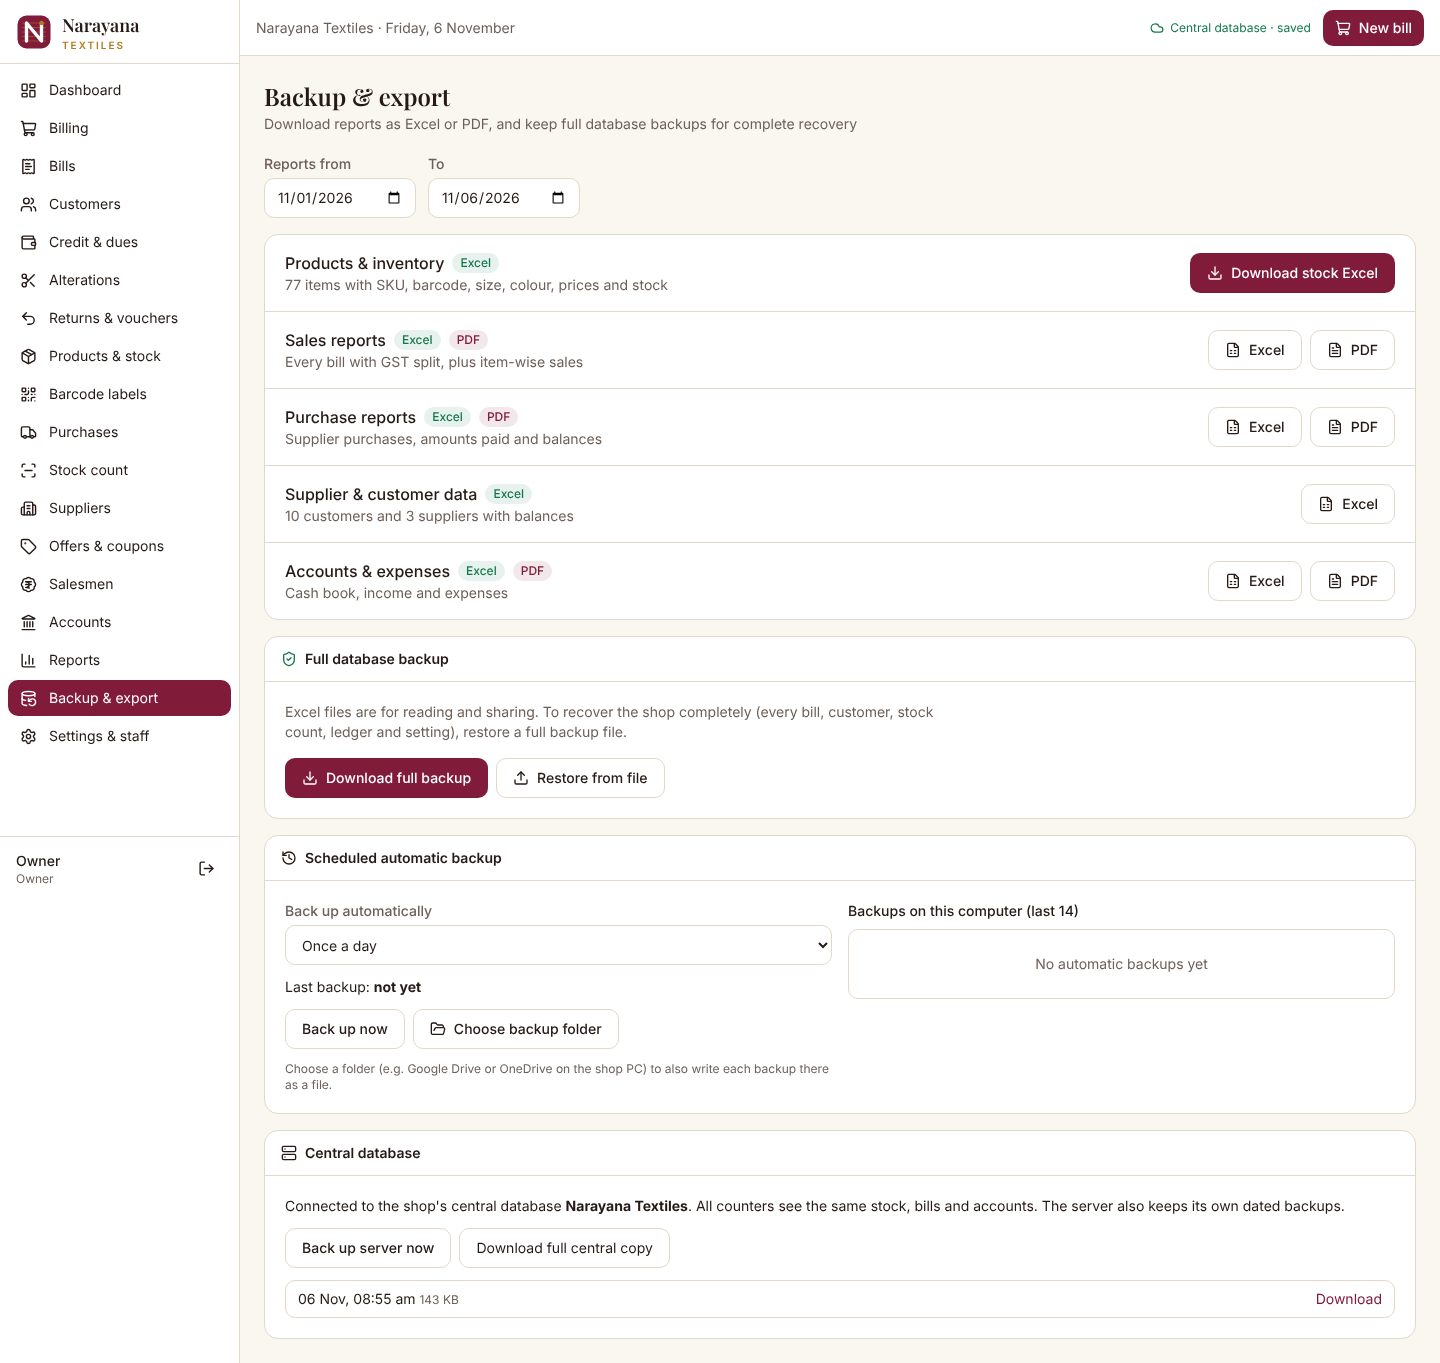 Narayana
TEXTILES
Dashboard
Billing
Bills
Customers
Credit & dues
Alterations
Returns & vouchers
Products & stock
Barcode labels
Purchases
Stock count
Suppliers
Offers & coupons
Salesmen
Accounts
Reports
Backup & export
Settings & staff
Owner
Owner
Narayana Textiles · Friday, 6 November
Central database · saved
New bill
Backup & export
Download reports as Excel or PDF, and keep full database backups for complete recovery
Reports from To
11/01/2026 11/06/2026
Products & inventory Excel
77 items with SKU, barcode, size, colour, prices and stock
Download stock Excel
Sales reports Excel PDF
Every bill with GST split, plus item-wise sales
Excel PDF
Purchase reports Excel PDF
Supplier purchases, amounts paid and balances
Excel PDF
Supplier & customer data Excel
10 customers and 3 suppliers with balances
Excel
Accounts & expenses Excel PDF
Cash book, income and expenses
Excel PDF
Full database backup
Excel files are for reading and sharing. To recover the shop completely (every bill, customer, stock
count, ledger and setting), restore a full backup file.
Download full backup Restore from file
Scheduled automatic backup
Back up automatically
Once a day
Last backup: not yet
Back up now Choose backup folder
Choose a folder (e.g. Google Drive or OneDrive on the shop PC) to also write each backup there
as a file.
Backups on this computer (last 14)
No automatic backups yet
Central database
Connected to the shop's central database Narayana Textiles. All counters see the same stock, bills and accounts. The server also keeps its own dated backups.
Back up server now Download full central copy
06 Nov, 08:55 am 143 KB Download